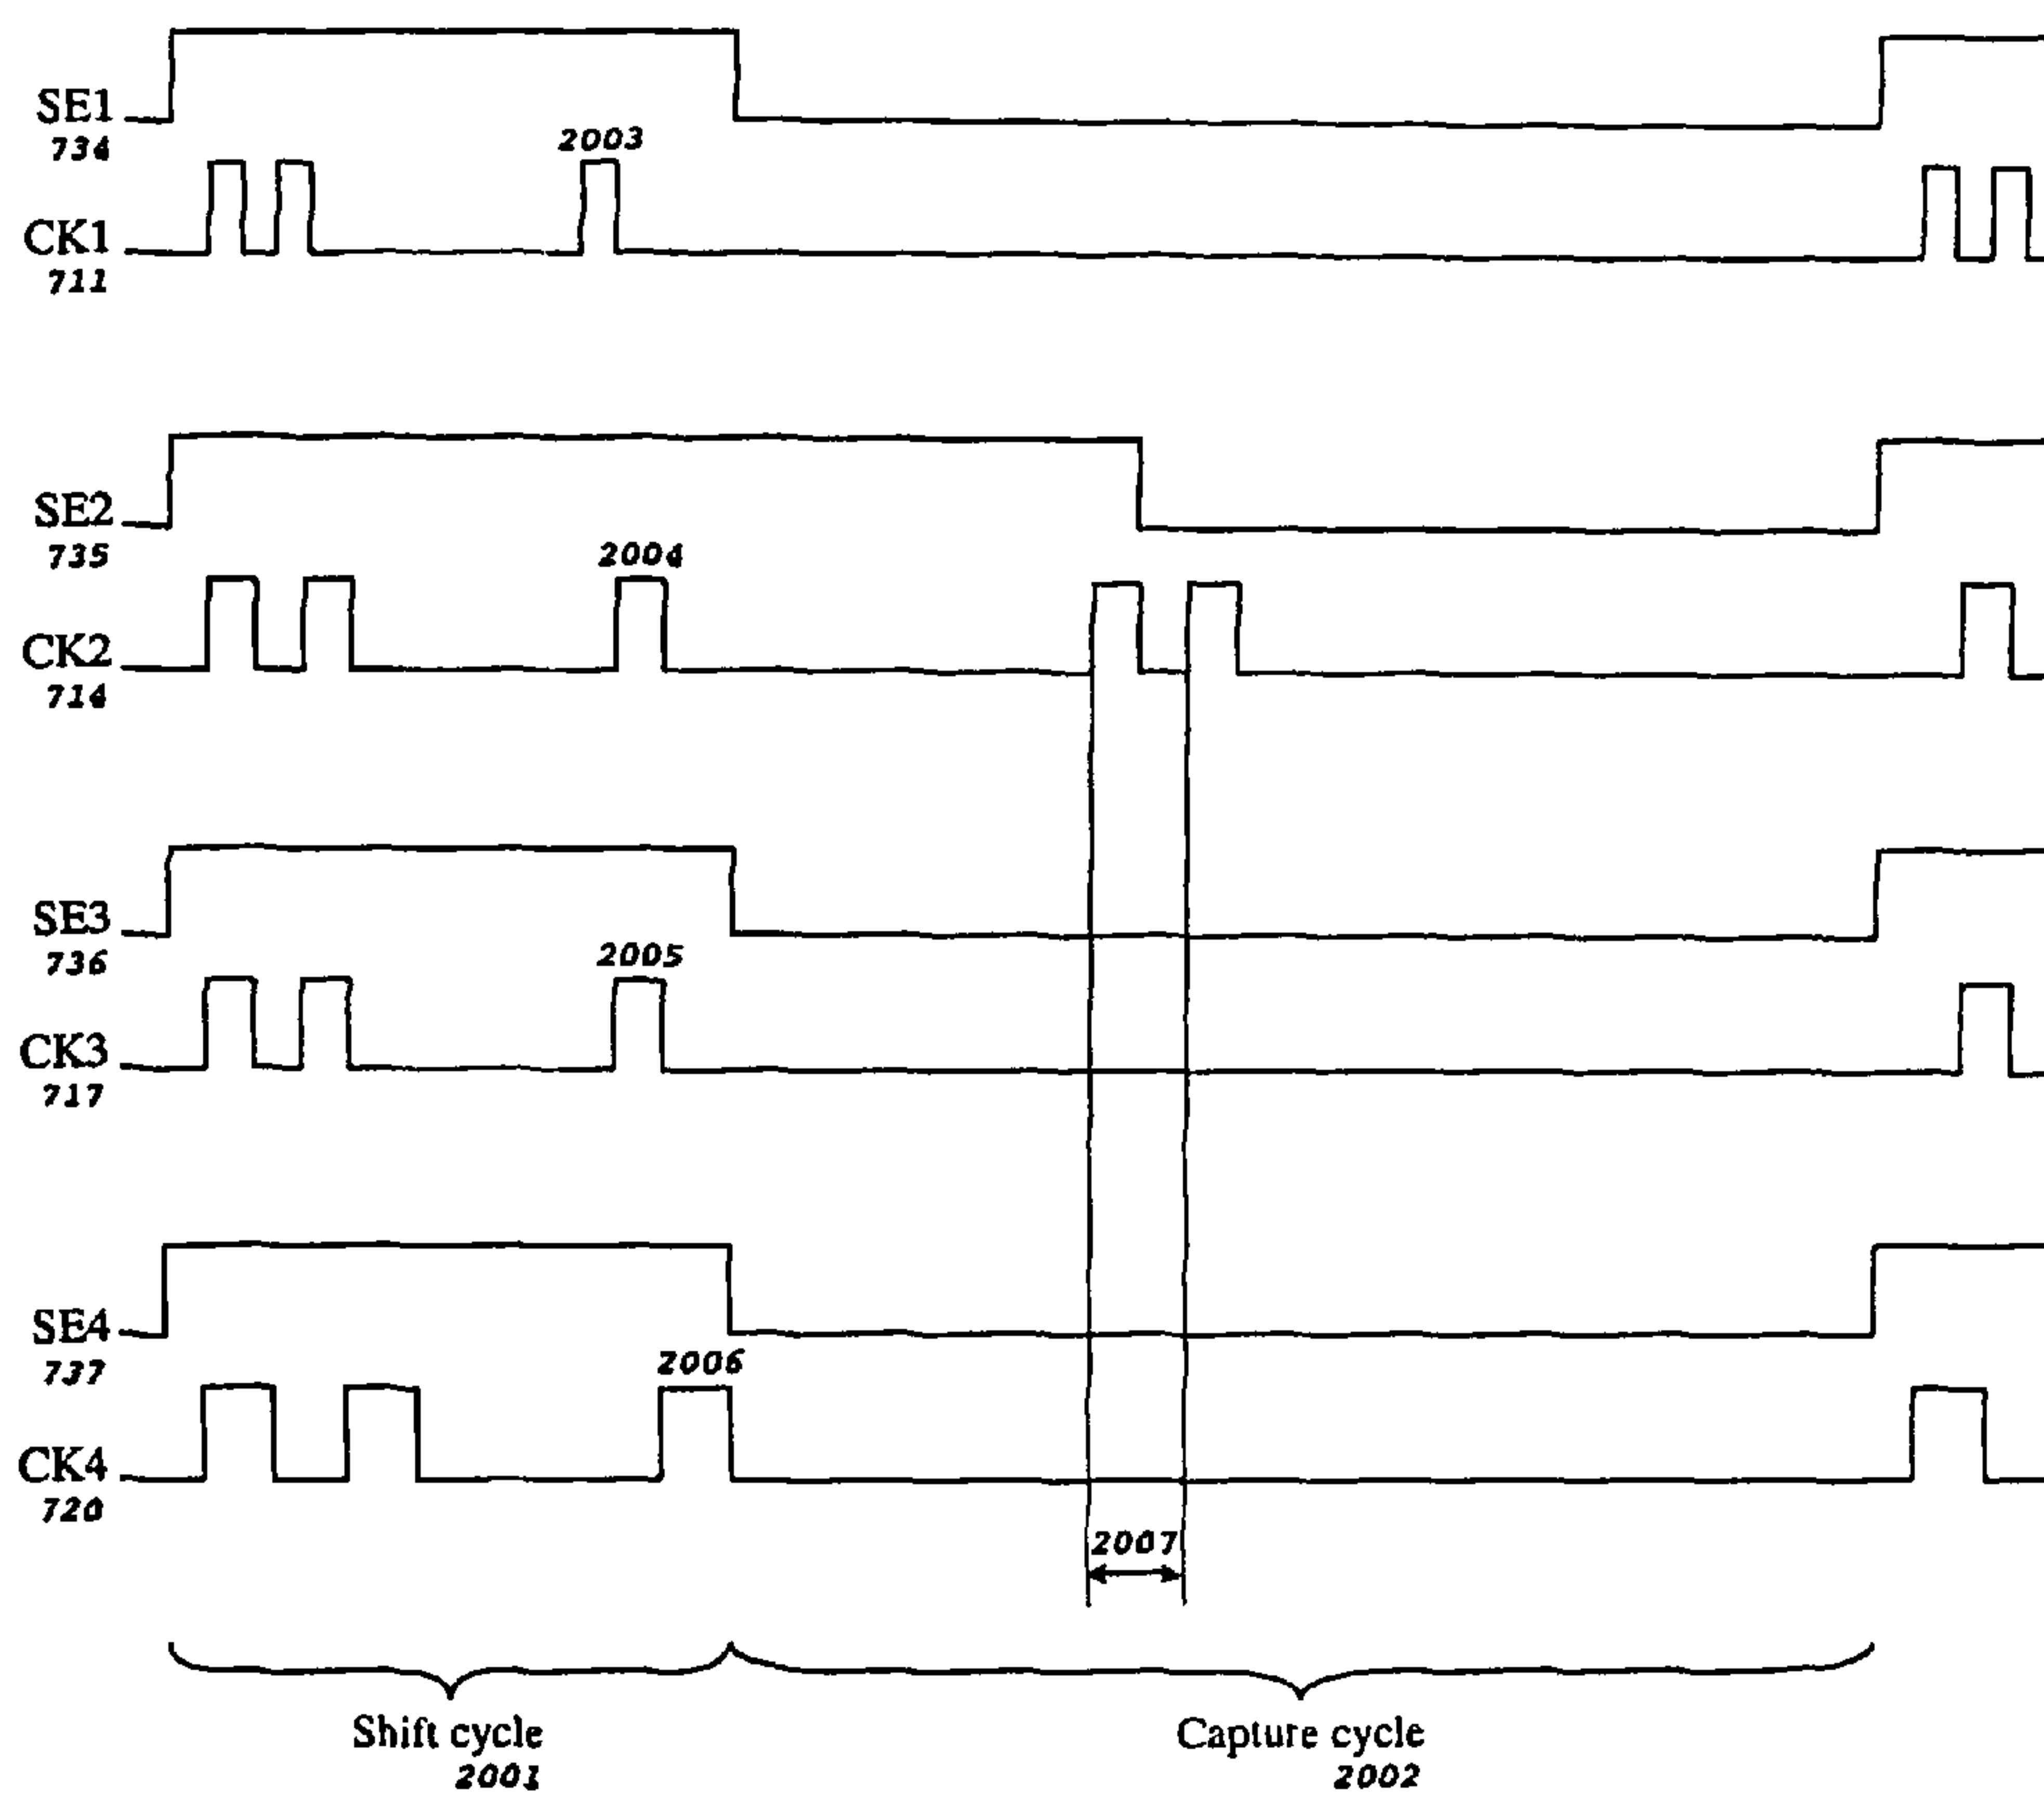 SE1
734
2003
CK1
711
SE2
735
2004
CK2
714
SE3
736
2005
CK3
717
SE4
737
2006
CK4
720
2007
Shift cycle
2001
Capture cycle
2002